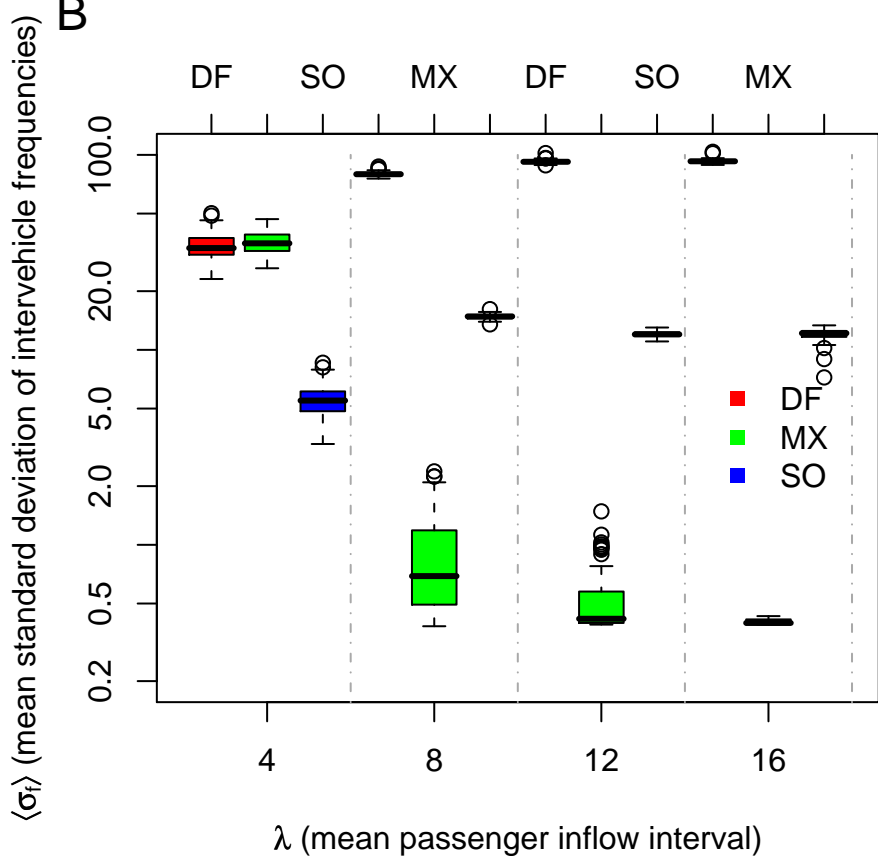 B
DF SO MX DF SO MX
⟨σf⟩ (mean standard deviation of intervehicle frequencies)
100.0
20.0
5.0
2.0
0.5
0.2
DF
MX
SO
4 8 12 16
λ (mean passenger inflow interval)